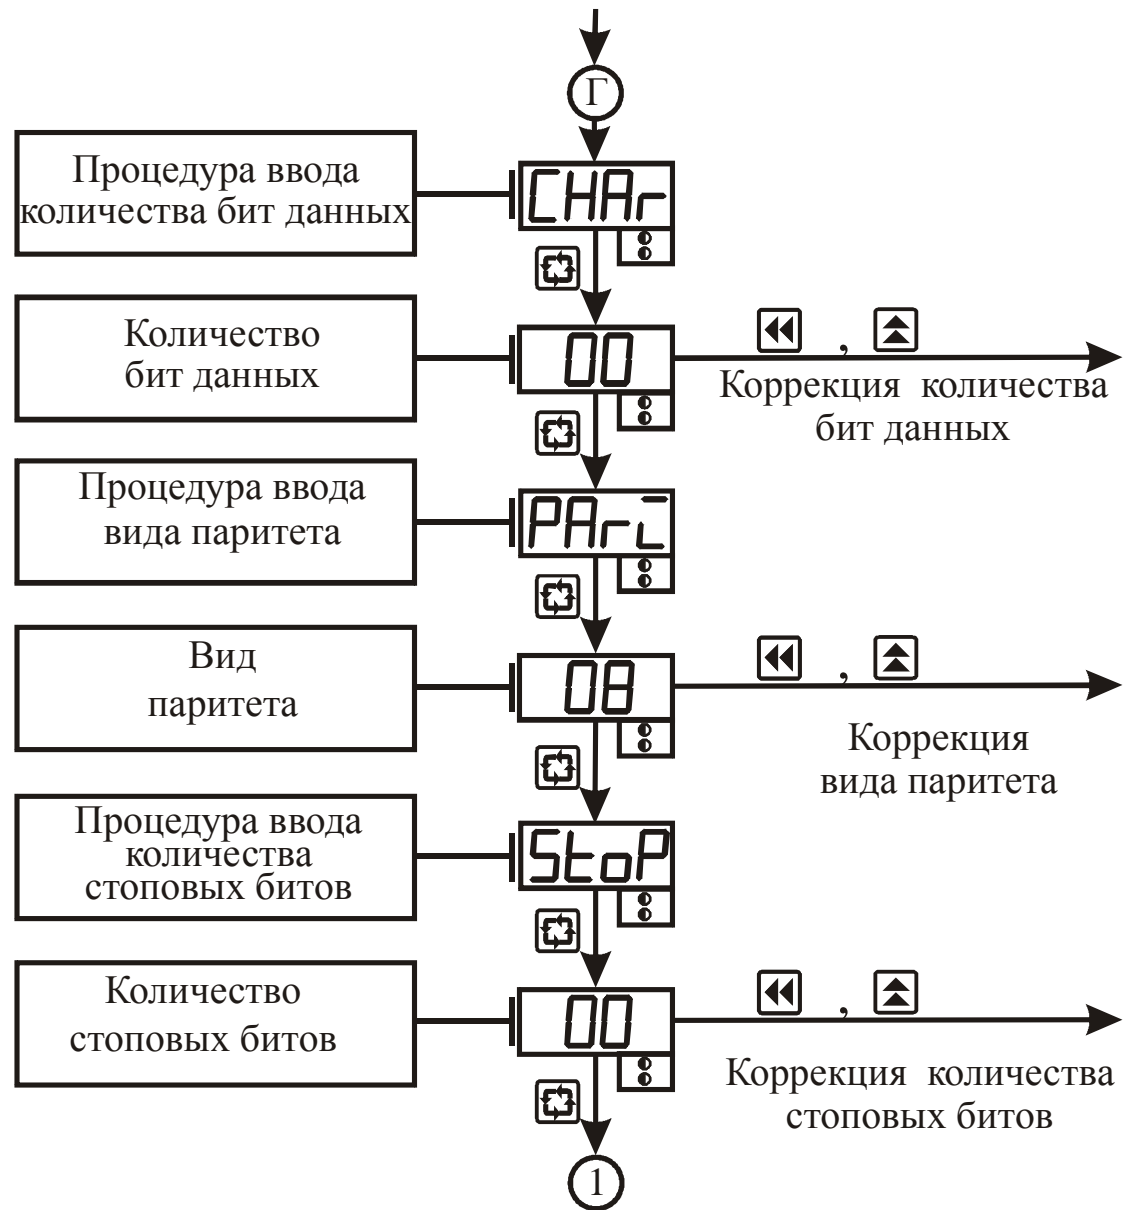 Г
Процедура ввода
количества бит данных
CHAr
Количество
бит данных
00
,
Коррекция количества
бит данных
Процедура ввода
вида паритета
PAri
Вид
паритета
08
,
Коррекция
вида паритета
Процедура ввода
количества
стоповых битов
StoP
Количество
стоповых битов
00
,
Коррекция количества
стоповых битов
1